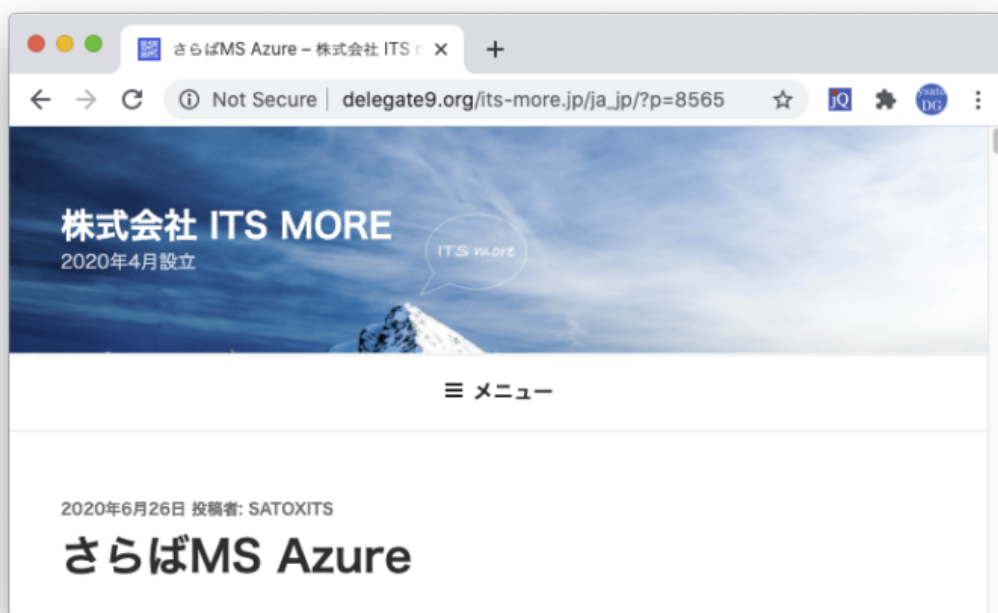 さらばMS Azure – 株式会社 ITS
Not Secure | delegate9.org/its-more.jp/ja_jp/?p=8565
jQ
ysato
DG
株式会社 ITS MORE
2020年4月設立
ITS more
メニュー
2020年6月26日 投稿者: SATOXITS
さらばMS Azure